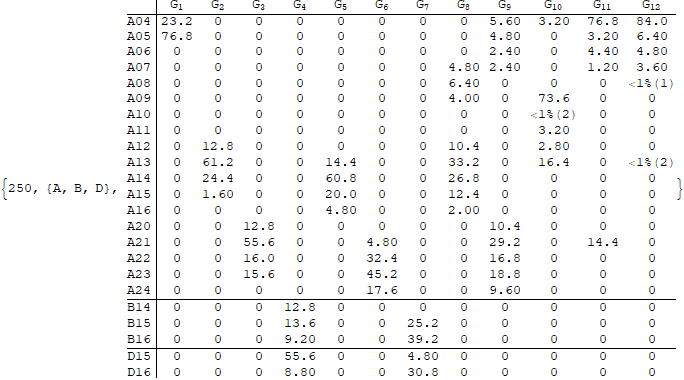 G1 G2 G3 G4 G5 G6 G7 G8 G9 G10 G11 G12
A04 23.2 0 0 0 0 0 0 0 5.60 3.20 76.8 84.0
A05 76.8 0 0 0 0 0 0 0 4.80 0 3.20 6.40
A06 0 0 0 0 0 0 0 0 2.40 0 4.40 4.80
A07 0 0 0 0 0 0 0 4.80 2.40 0 1.20 3.60
A08 0 0 0 0 0 0 0 6.40 0 0 0 <1%(1)
A09 0 0 0 0 0 0 0 4.00 0 73.6 0 0
A10 0 0 0 0 0 0 0 0 0 <1%(2) 0 0
A11 0 0 0 0 0 0 0 0 0 3.20 0 0
A12 0 12.8 0 0 0 0 0 10.4 0 2.80 0 0
A13 0 61.2 0 0 14.4 0 0 33.2 0 16.4 0 <1%(2)
A14 0 24.4 0 0 60.8 0 0 26.8 0 0 0 0
{250, {A, B, D}, A15 0 1.60 0 0 20.0 0 0 12.4 0 0 0 0 }
A16 0 0 0 0 4.80 0 0 2.00 0 0 0 0
A20 0 0 12.8 0 0 0 0 0 10.4 0 0 0
A21 0 0 55.6 0 0 4.80 0 0 29.2 0 14.4 0
A22 0 0 16.0 0 0 32.4 0 0 16.8 0 0 0
A23 0 0 15.6 0 0 45.2 0 0 18.8 0 0 0
A24 0 0 0 0 0 17.6 0 0 9.60 0 0 0
B14 0 0 0 12.8 0 0 0 0 0 0 0 0
B15 0 0 0 13.6 0 0 25.2 0 0 0 0 0
B16 0 0 0 9.20 0 0 39.2 0 0 0 0 0
D15 0 0 0 55.6 0 0 4.80 0 0 0 0 0
D16 0 0 0 8.80 0 0 30.8 0 0 0 0 0